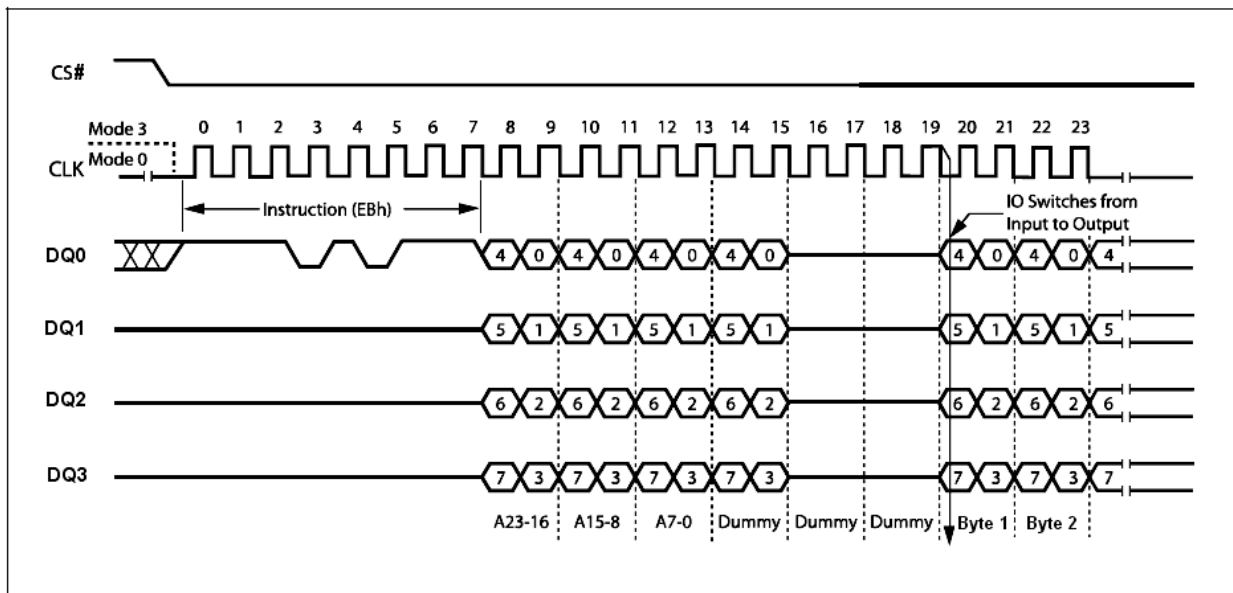 CS#
Mode 3
0 1 2 3 4 5 6 7 8 9 10 11 12 13 14 15 16 17 18 19 20 21 22 23
Mode 0
CLK
Instruction (EBh)
IO Switches from
Input to Output
DQ0
4 0 4 0 4 0 4 0 4 0 4 0 4
DQ1
5 1 5 1 5 1 5 1 5 1 5 1 5
DQ2
6 2 6 2 6 2 6 2 6 2 6 2 6
DQ3
7 3 7 3 7 3 7 3 7 3 7 3 7
A23-16 A15-8 A7-0 Dummy Dummy Dummy Byte 1 Byte 2